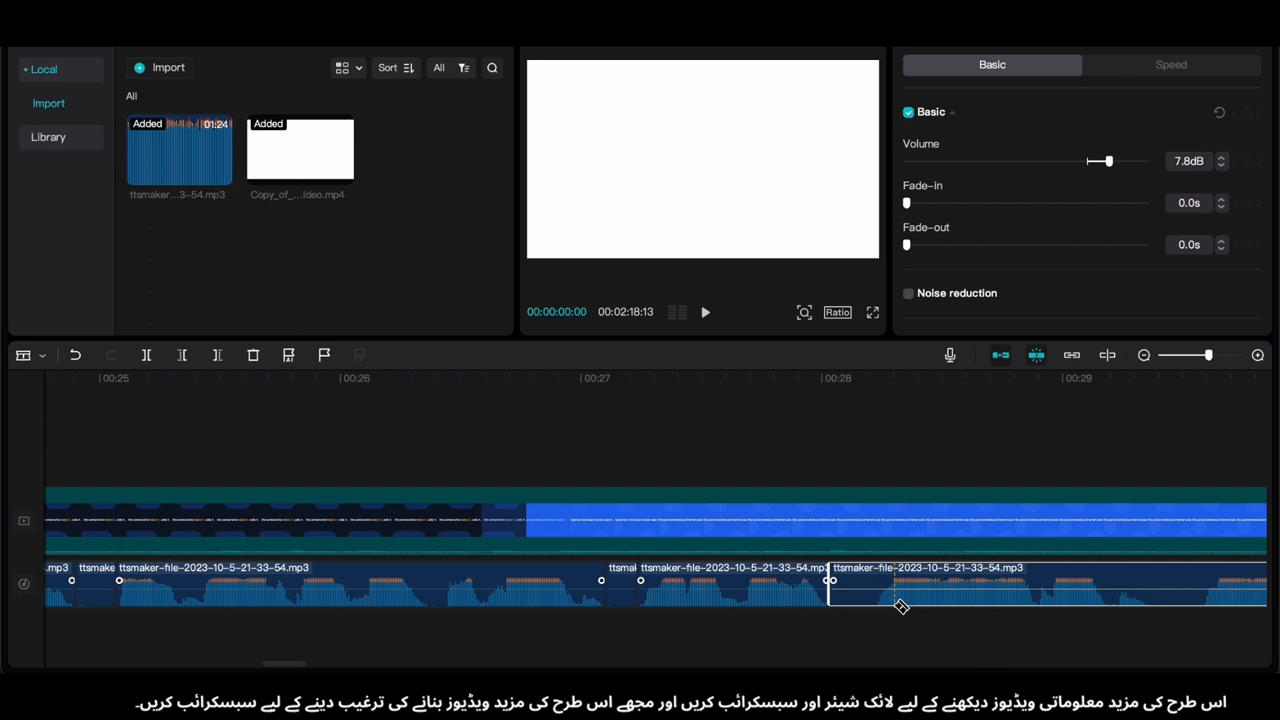 Local
Import
Sort
All
Basic
Speed
All
Import
Basic
Library
Added
01:24
Added
Volume
7.8dB
ttsmaker...3-54.mp3
Copy_of_...ideo.mp4
Fade-in
0.0s
Fade-out
0.0s
Noise reduction
00:00:00:00
00:02:18:13
Ratio
00:25
00:26
00:27
00:28
00:29
.mp3
ttsmake
ttsmaker-file-2023-10-5-21-33-54.mp3
ttsmal
ttsmaker-file-2023-10-5-21-33-54.mp3
ttsmaker-file-2023-10-5-21-33-54.mp3
اس طرح کی مزید معلوماتی ویڈیوز دیکھنے کے لیے لائک شیئر اور سبسکرائب کریں اور مجھے اس طرح کی مزید ویڈیوز بنانے کی ترغیب دینے کے لیے سبسکرائب کریں۔